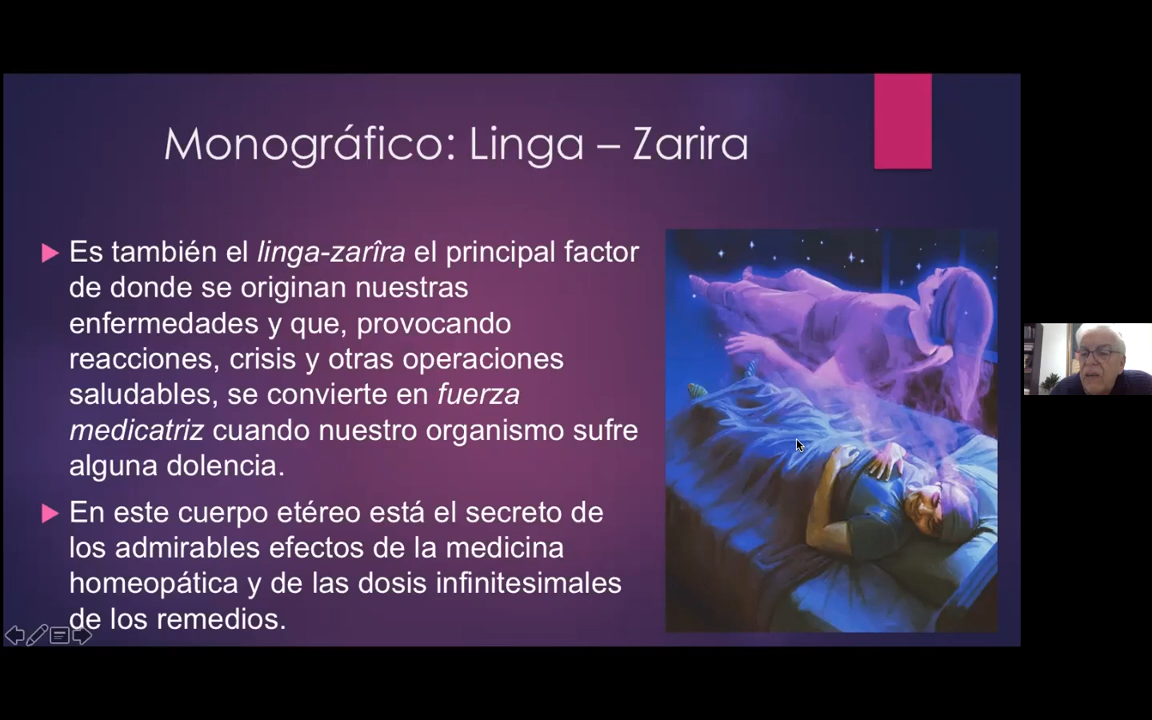 Monográfico: Linga – Zarira
Es también el linga-zarîra el principal factor
de donde se originan nuestras
enfermedades y que, provocando
reacciones, crisis y otras operaciones
saludables, se convierte en fuerza
medicatriz cuando nuestro organismo sufre
alguna dolencia.
En este cuerpo etéreo está el secreto de
los admirables efectos de la medicina
homeopática y de las dosis infinitesimales
de los remedios.